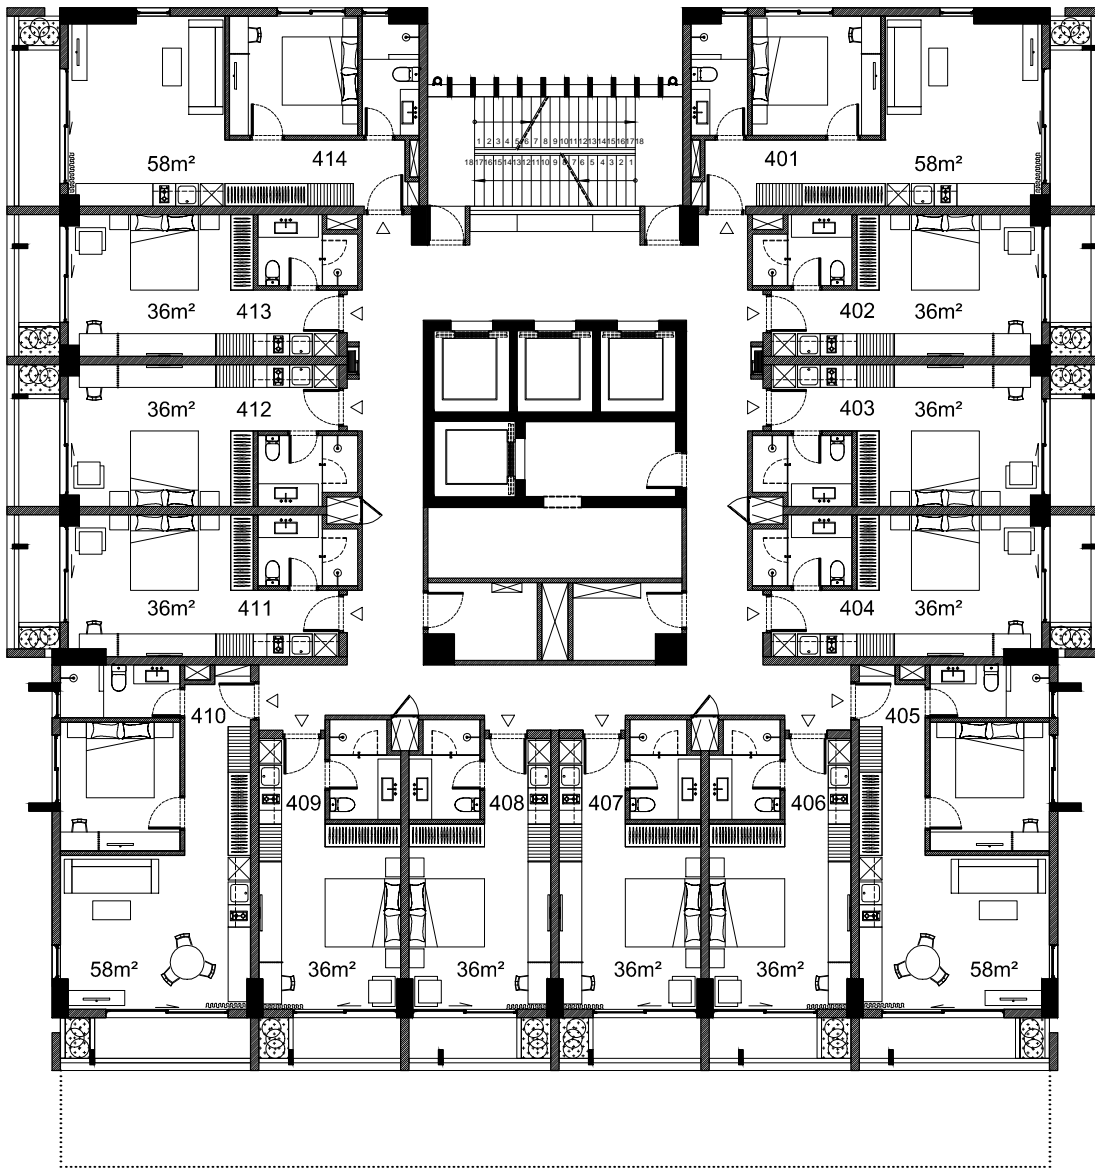 1 2 3 4 5 6 7 8 9 10 11 12 13 14 15 16 17 18
58m² 414 401 58m²
18 17 16 15 14 13 12 11 10 9 8 7 6 5 4 3 2 1
36m² 413 402 36m²
36m² 412 403 36m²
36m² 411 404 36m²
410 405
409 408 407 406
58m² 36m² 36m² 36m² 36m² 58m²